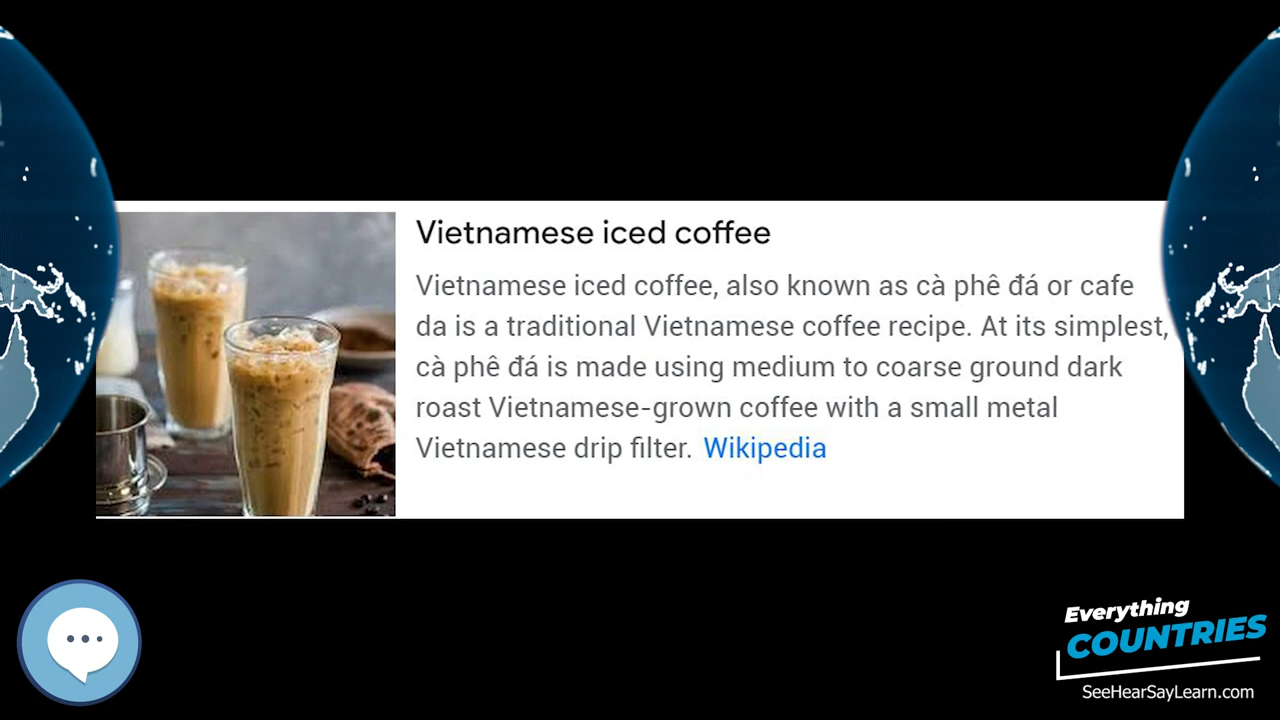 Vietnamese iced coffee
Vietnamese iced coffee, also known as cà phê đá or cafe
da is a traditional Vietnamese coffee recipe. At its simplest,
cà phê đá is made using medium to coarse ground dark
roast Vietnamese-grown coffee with a small metal
Vietnamese drip filter. Wikipedia
Everything
COUNTRIES
SeeHearSayLearn.com